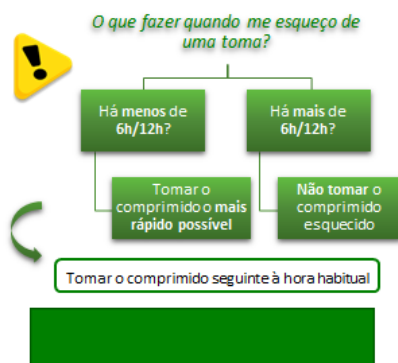 O que fazer quando me esqueço de
uma toma?
Há menos de
6h/12h?
Há mais de
6h/12h?
Tomar o
comprimido o mais
rápido possível
Não tomar o
comprimido
esquecido
Tomar o comprimido seguinte à hora habitual